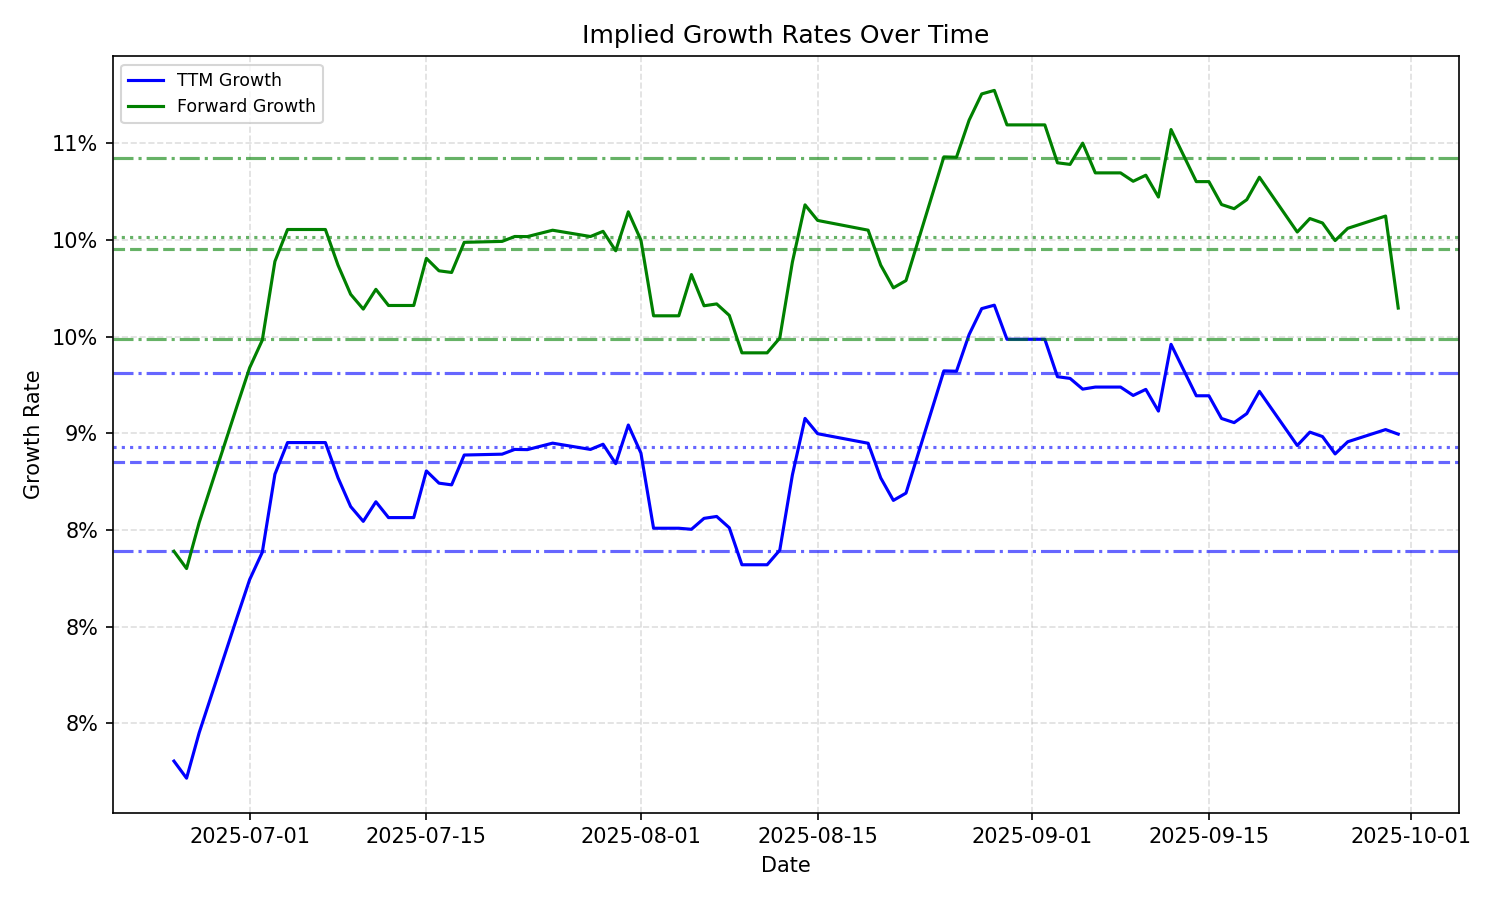 Implied Growth Rates Over Time
TTM Growth
Forward Growth
11%
10%
10%
9%
8%
8%
8%
Growth Rate
2025-07-01
2025-07-15
2025-08-01
2025-08-15
2025-09-01
2025-09-15
2025-10-01
Date